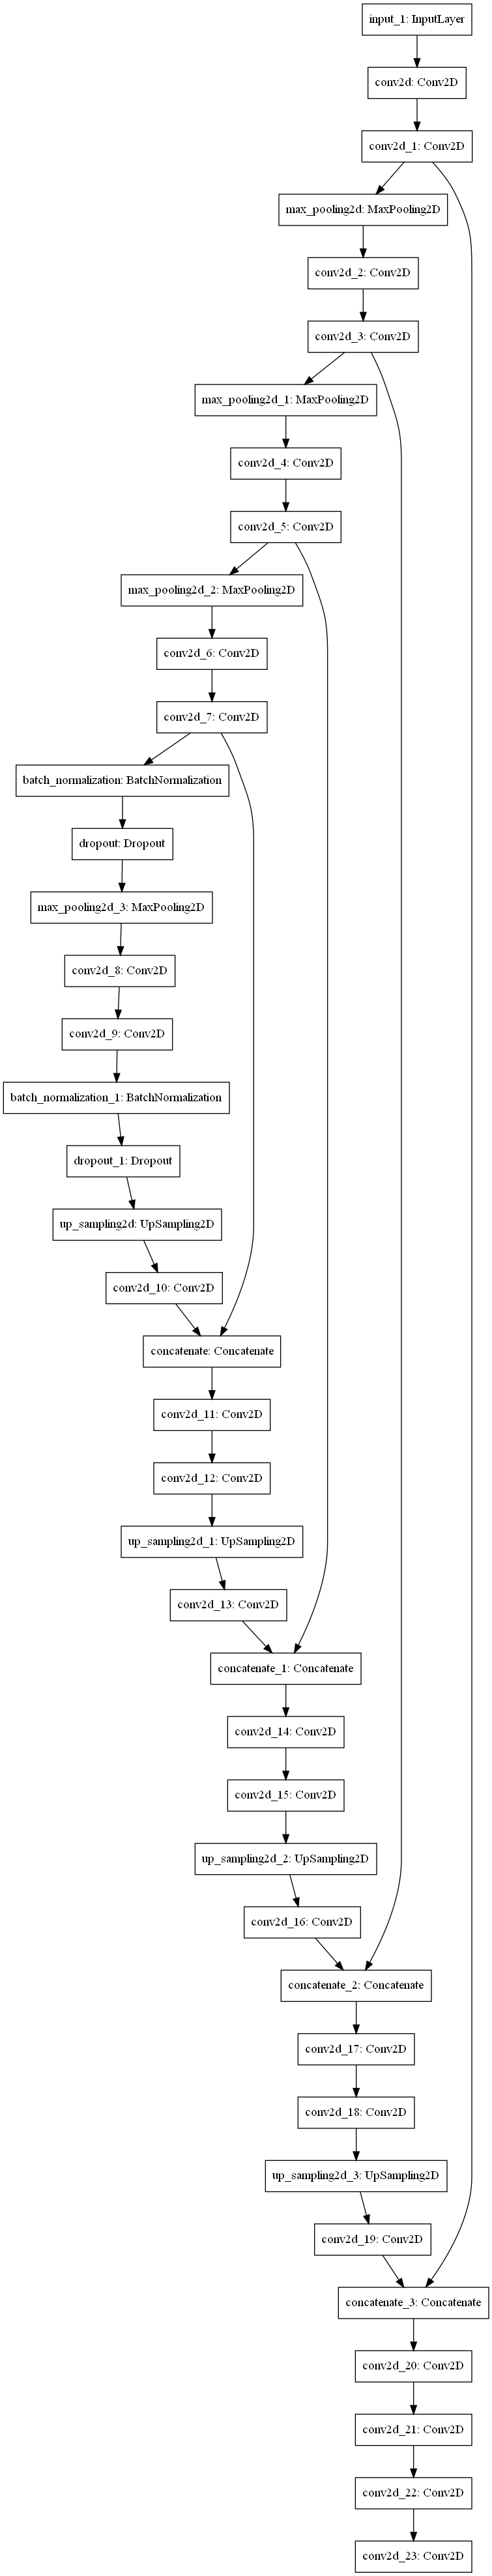 input_1: InputLayer
conv2d: Conv2D
conv2d_1: Conv2D
max_pooling2d: MaxPooling2D
conv2d_2: Conv2D
conv2d_3: Conv2D
max_pooling2d_1: MaxPooling2D
conv2d_4: Conv2D
conv2d_5: Conv2D
max_pooling2d_2: MaxPooling2D
conv2d_6: Conv2D
conv2d_7: Conv2D
batch_normalization: BatchNormalization
dropout: Dropout
max_pooling2d_3: MaxPooling2D
conv2d_8: Conv2D
conv2d_9: Conv2D
batch_normalization_1: BatchNormalization
dropout_1: Dropout
up_sampling2d: UpSampling2D
conv2d_10: Conv2D
concatenate: Concatenate
conv2d_11: Conv2D
conv2d_12: Conv2D
up_sampling2d_1: UpSampling2D
conv2d_13: Conv2D
concatenate_1: Concatenate
conv2d_14: Conv2D
conv2d_15: Conv2D
up_sampling2d_2: UpSampling2D
conv2d_16: Conv2D
concatenate_2: Concatenate
conv2d_17: Conv2D
conv2d_18: Conv2D
up_sampling2d_3: UpSampling2D
conv2d_19: Conv2D
concatenate_3: Concatenate
conv2d_20: Conv2D
conv2d_21: Conv2D
conv2d_22: Conv2D
conv2d_23: Conv2D